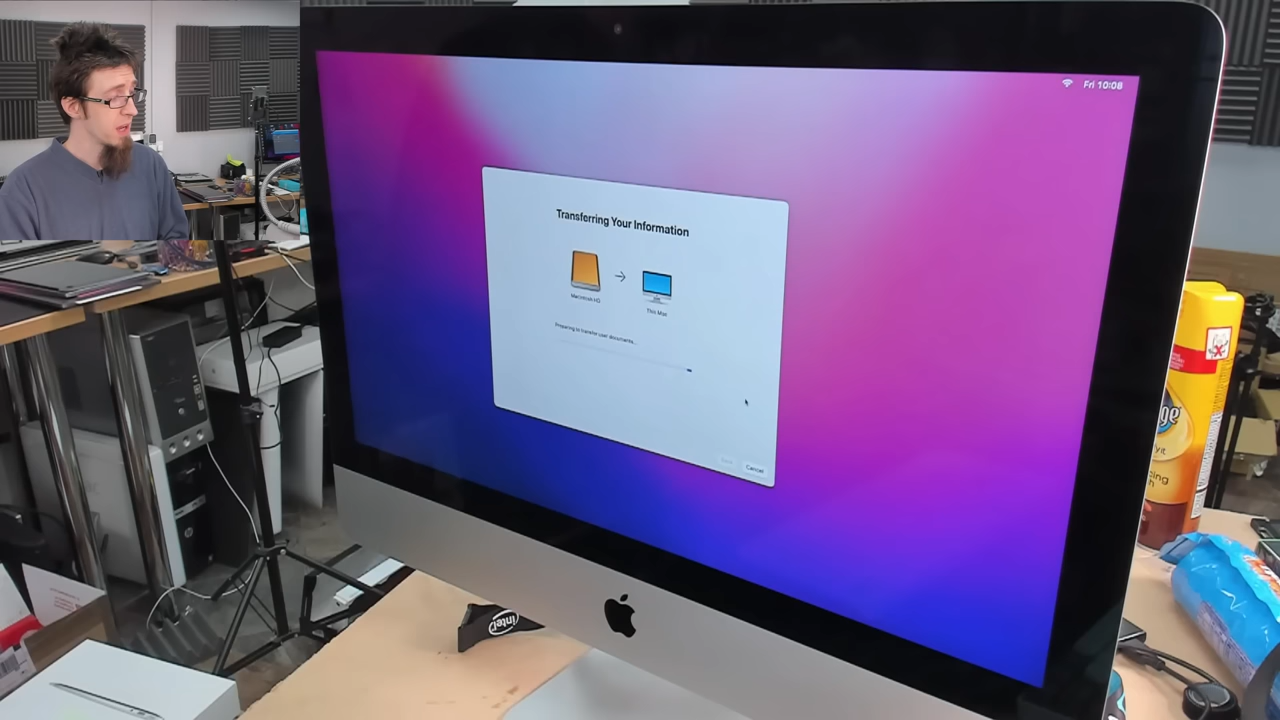 Fri 10:08
Transferring Your Information
Macintosh HD
This Mac
Preparing to transfer user documents...
Cancel
intel